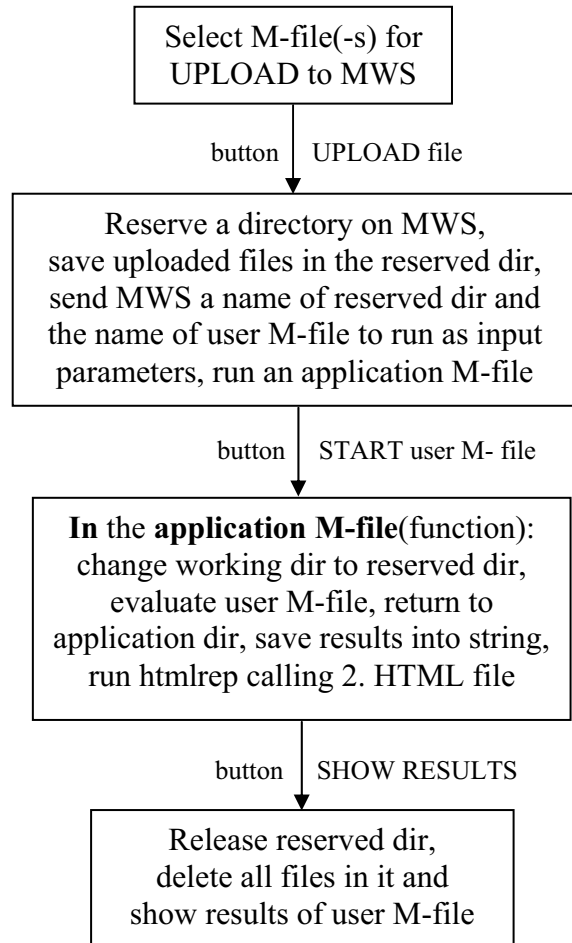 Select M-file(-s) for
UPLOAD to MWS
button UPLOAD file
Reserve a directory on MWS,
save uploaded files in the reserved dir,
send MWS a name of reserved dir and
the name of user M-file to run as input
parameters, run an application M-file
button START user M- file
In the application M-file(function):
change working dir to reserved dir,
evaluate user M-file, return to
application dir, save results into string,
run htmlrep calling 2. HTML file
button SHOW RESULTS
Release reserved dir,
delete all files in it and
show results of user M-file